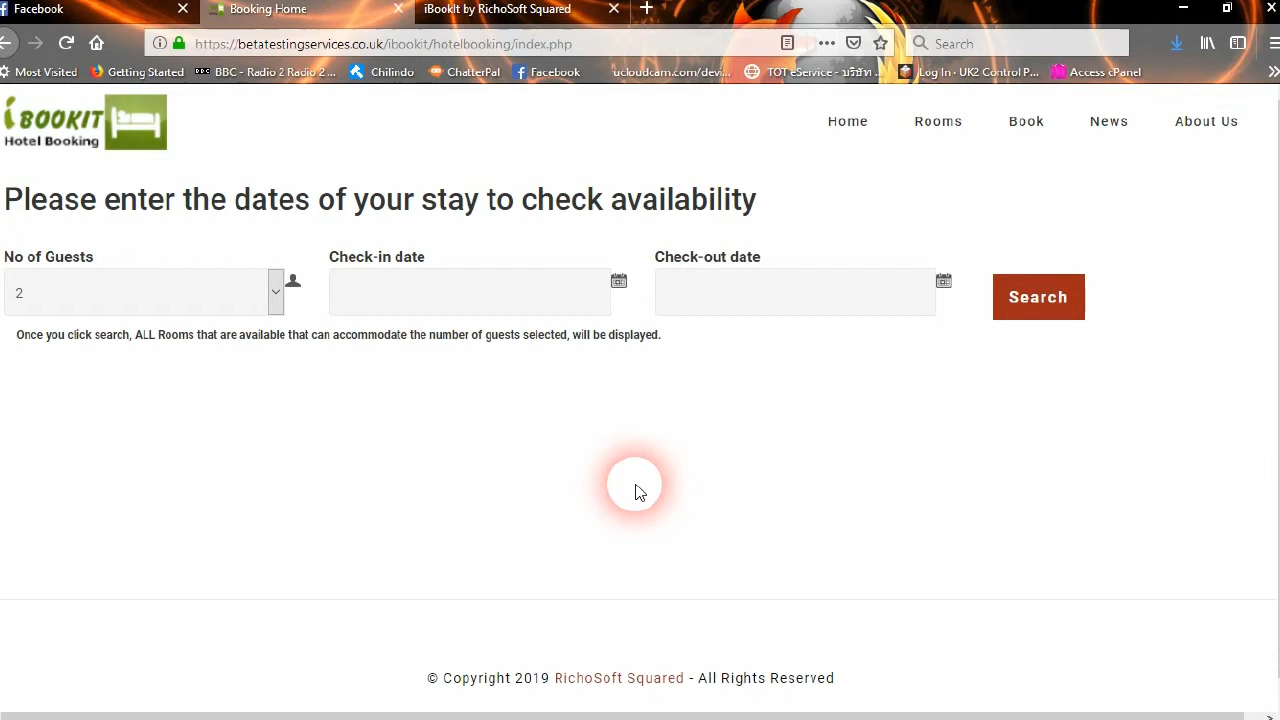 Facebook
Booking Home
iBookIt by RichoSoft Squared
https://betatestingservices.co.uk/ibookit/hotelbooking/index.php
Search
Most Visited
Getting Started
BBC BBC - Radio 2 Radio 2 ...
Chilindo
ChatterPal
Facebook
ucloudcam.com/devi...
TOT eService - บริษัท ...
Log In · UK2 Control P...
Access cPanel
i BOOKIT
Hotel Booking
Home
Rooms
Book
News
About Us
Please enter the dates of your stay to check availability
No of Guests
Check-in date
Check-out date
2
Search
Once you click search, ALL Rooms that are available that can accommodate the number of guests selected, will be displayed.
© Copyright 2019 RichoSoft Squared - All Rights Reserved